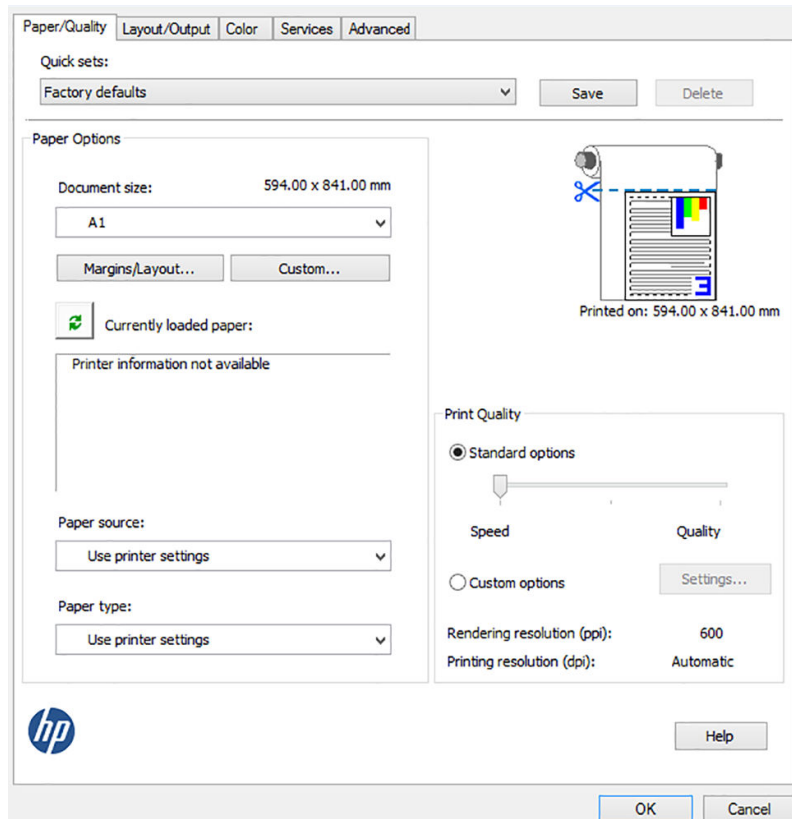 Paper/Quality Layout/Output Color Services Advanced
Quick sets:
Factory defaults
Save Delete
Paper Options
Document size: 594.00 x 841.00 mm
A1
Margins/Layout... Custom...
Currently loaded paper:
Printer information not available
Paper source:
Use printer settings
Paper type:
Use printer settings
Printed on: 594.00 x 841.00 mm
Print Quality
Standard options
Speed Quality
Custom options Settings...
Rendering resolution (ppi): 600
Printing resolution (dpi): Automatic
hp
Help
OK Cancel